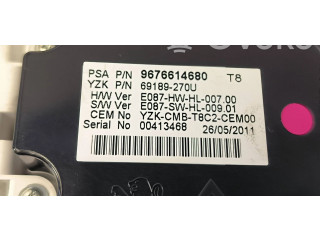 PSA P/N 9676614680 T8
YZK P/N 69189-270U
H/W Ver E087-HW-HL-007.00
S/W Ver E087-SW-HL-009.01
CEM No YZK-CMB-T8C2-CEM00
Serial No 00413468 26/05/2011